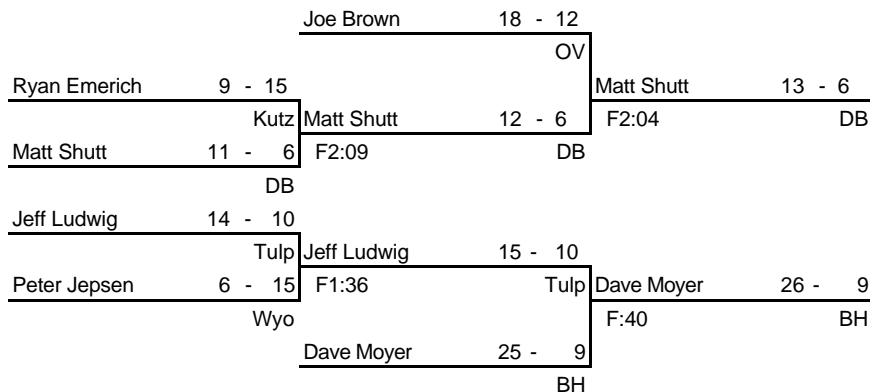 Joe Brown 18 - 12
OV
Ryan Emerich 9 - 15 Matt Shutt 13 - 6
Kutz Matt Shutt 12 - 6 F2:04 DB
Matt Shutt 11 - 6 F2:09 DB
DB
Jeff Ludwig 14 - 10
Tulp Jeff Ludwig 15 - 10
Peter Jepsen 6 - 15 F1:36 Tulp Dave Moyer 26 - 9
Wyo F:40 BH
Dave Moyer 25 - 9
BH